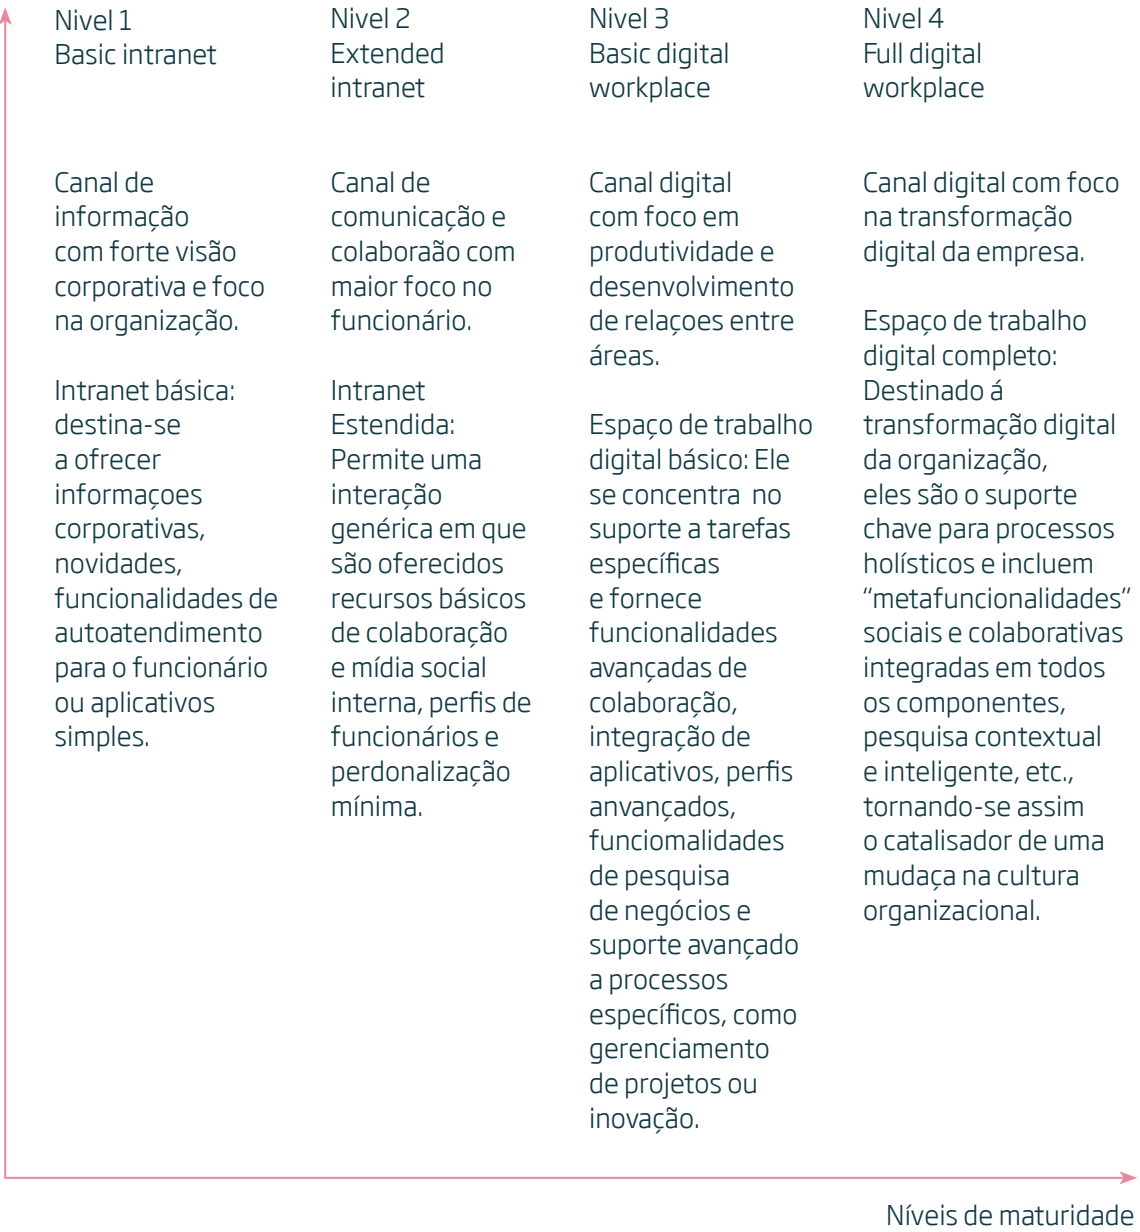 Nivel 1
Basic intranet
Canal de
informação
com forte visão
corporativa e foco
na organização.
Intranet básica:
destina-se
a ofrecer
informaçoes
corporativas,
novidades,
funcionalidades de
autoatendimento
para o funcionário
ou aplicativos
simples.
Nivel 2
Extended
intranet
Canal de
comunicação e
colaboraão com
maior foco no
funcionário.
Intranet
Estendida:
Permite uma
interação
genérica em que
são oferecidos
recursos básicos
de colaboração
e mídia social
interna, perfis de
funcionários e
perdonalização
mínima.
Nivel 3
Basic digital
workplace
Canal digital
com foco em
produtividade e
desenvolvimento
de relaçoes entre
áreas.
Espaço de trabalho
digital básico: Ele
se concentra  no
suporte a tarefas
específicas
e fornece
funcionalidades
avançadas de
colaboração,
integração de
aplicativos, perfis
anvançados,
funciomalidades
de pesquisa
de negócios e
suporte avançado
a processos
específicos, como
gerenciamento
de projetos ou
inovação.
Nivel 4
Full digital
workplace
Canal digital com foco
na transformação
digital da empresa.
Espaço de trabalho
digital completo:
Destinado á
transformação digital
da organização,
eles são o suporte
chave para processos
holísticos e incluem
“metafuncionalidades”
sociais e colaborativas
integradas em todos
os componentes,
pesquisa contextual
e inteligente, etc.,
tornando-se assim
o catalisador de uma
mudaça na cultura
organizacional.
Níveis de maturidade